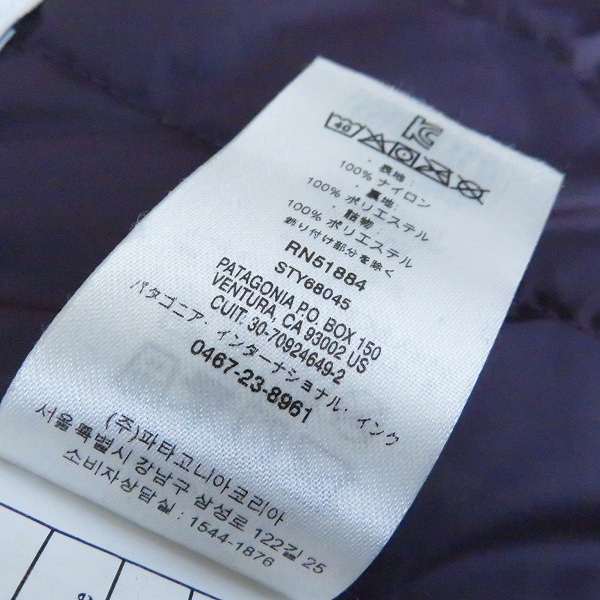 40
・表地:
100% ナイロン
・裏地:
100% ポリエステル
・詰物:
100% ポリエステル
飾り付け部分を除く
RN51884
STY68045
PATAGONIA P.O. BOX 150
VENTURA, CA 93002 US
CUIT. 30-70924649-2
パタゴニア・インターナショナル・インク
0467-23-8961
(주)파타고니아코리아
서울특별시 강남구 삼성로 122길 25
소비자상담실 : 1544-1876